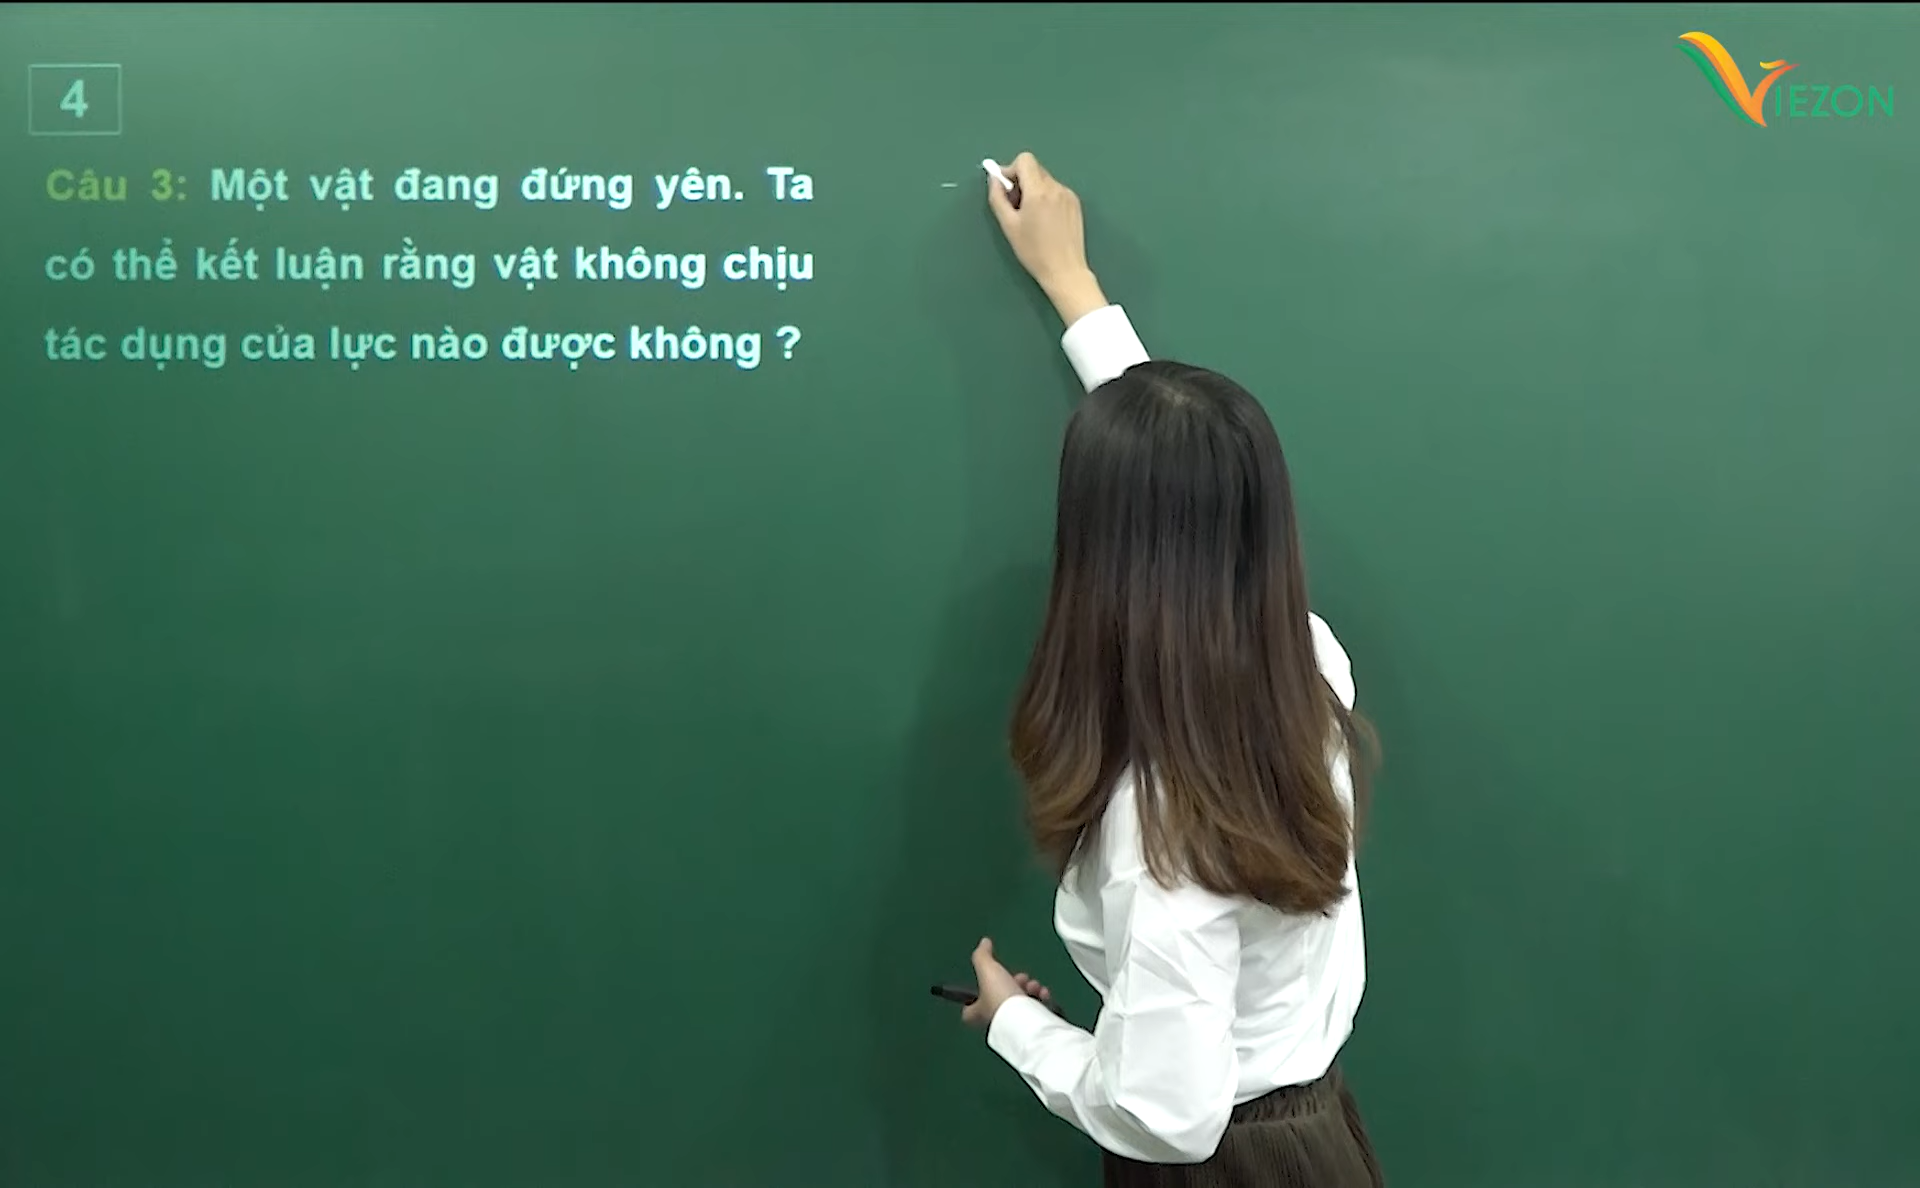 VIEZON
4
Câu 3: Một vật đang đứng yên. Ta
có thể kết luận rằng vật không chịu
tác dụng của lực nào được không ?